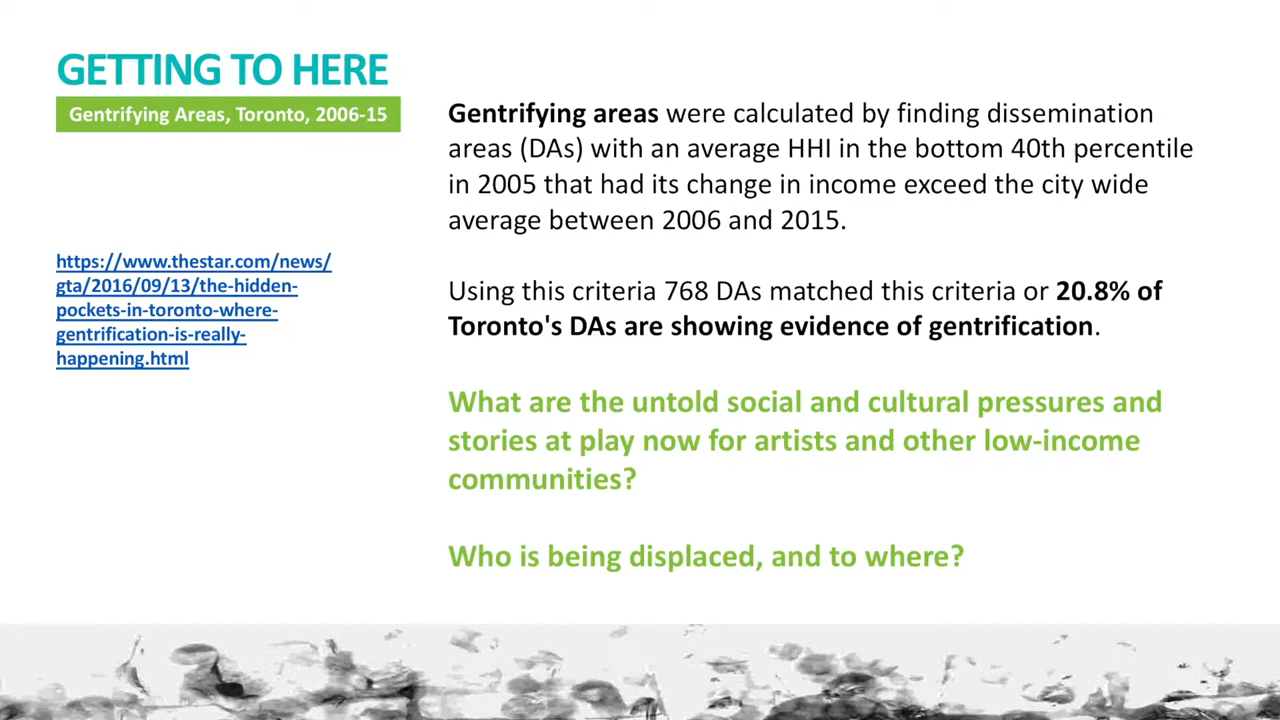 GETTING TO HERE
Gentrifying Areas, Toronto, 2006-15
https://www.thestar.com/news/
gta/2016/09/13/the-hidden-
pockets-in-toronto-where-
gentrification-is-really-
happening.html
Gentrifying areas were calculated by finding dissemination
areas (DAs) with an average HHI in the bottom 40th percentile
in 2005 that had its change in income exceed the city wide
average between 2006 and 2015.
Using this criteria 768 DAs matched this criteria or 20.8% of
Toronto's DAs are showing evidence of gentrification.
What are the untold social and cultural pressures and
stories at play now for artists and other low-income
communities?
Who is being displaced, and to where?